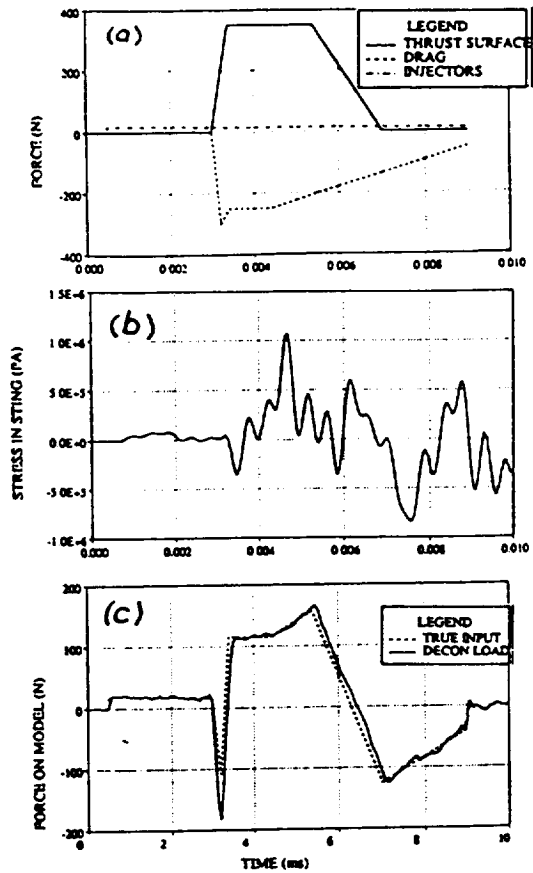 (a)
LEGEND
THRUST SURFACE
DRAG
INJECTORS
FORCE (N)
400
200
0
-200
-400
0.000
0.002
0.004
0.006
0.008
0.010
(b)
STRESS IN STING (PA)
1 5E+6
1 0E+6
5.0E+5
0.0E+0
-5 0E+5
-1 0E+6
0.000
0.002
0.004
0.006
0.008
0.010
(c)
LEGEND
TRUE INPUT
DECON LOAD
FORCE ON MODEL (N)
200
100
0
-100
-200
0
2
4
6
8
10
TIME (ms)